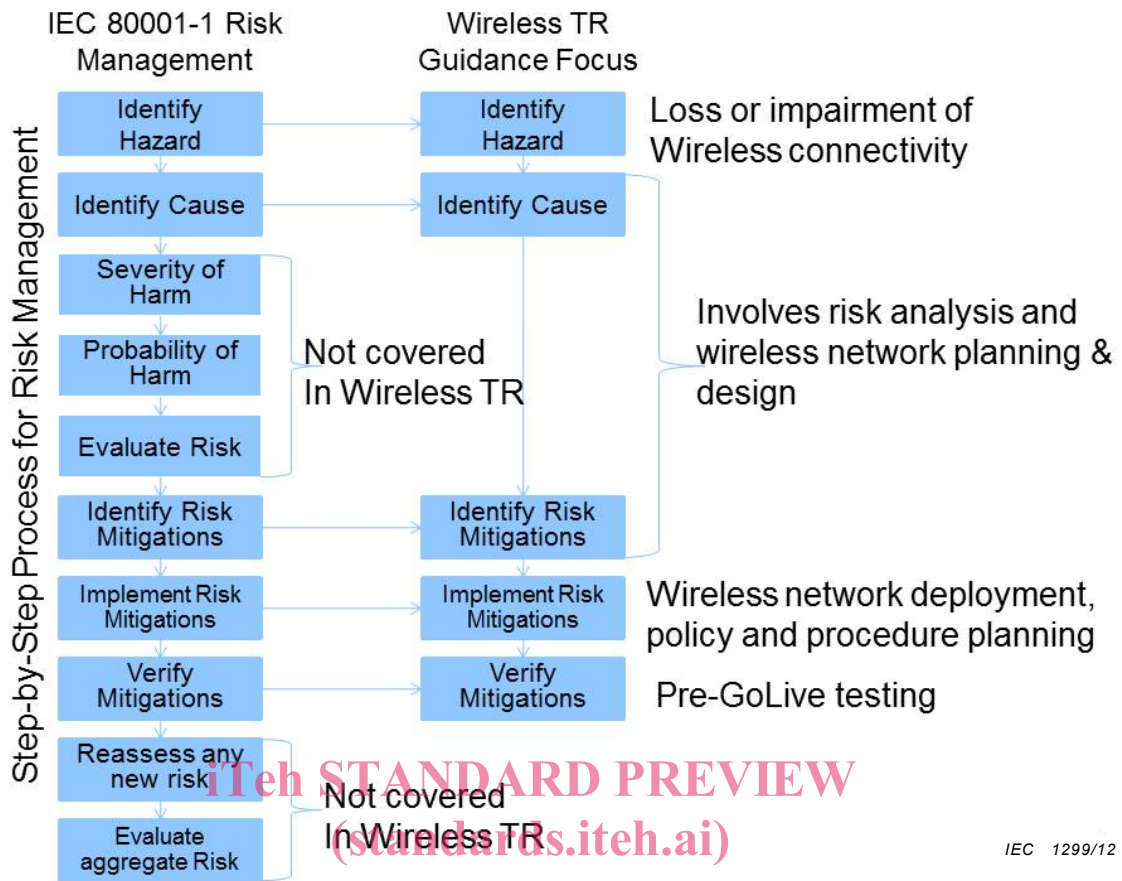 IEC 80001-1 Risk
Management
Wireless TR
Guidance Focus
Step-by-Step Process for Risk Management
Identify
Hazard
Identify
Hazard
Loss or impairment of
Wireless connectivity
Identify Cause
Identify Cause
Severity of
Harm
Probability of
Harm
Evaluate Risk
Not covered
In Wireless TR
Involves risk analysis and
wireless network planning &
design
Identify Risk
Mitigations
Identify Risk
Mitigations
Implement Risk
Mitigations
Implement Risk
Mitigations
Wireless network deployment,
policy and procedure planning
Verify
Mitigations
Verify
Mitigations
Pre-GoLive testing
Reassess any
new risk
Evaluate
aggregate Risk
Not covered
In Wireless TR
iTeh STANDARD PREVIEW
(standards.iteh.ai)
IEC 1299/12